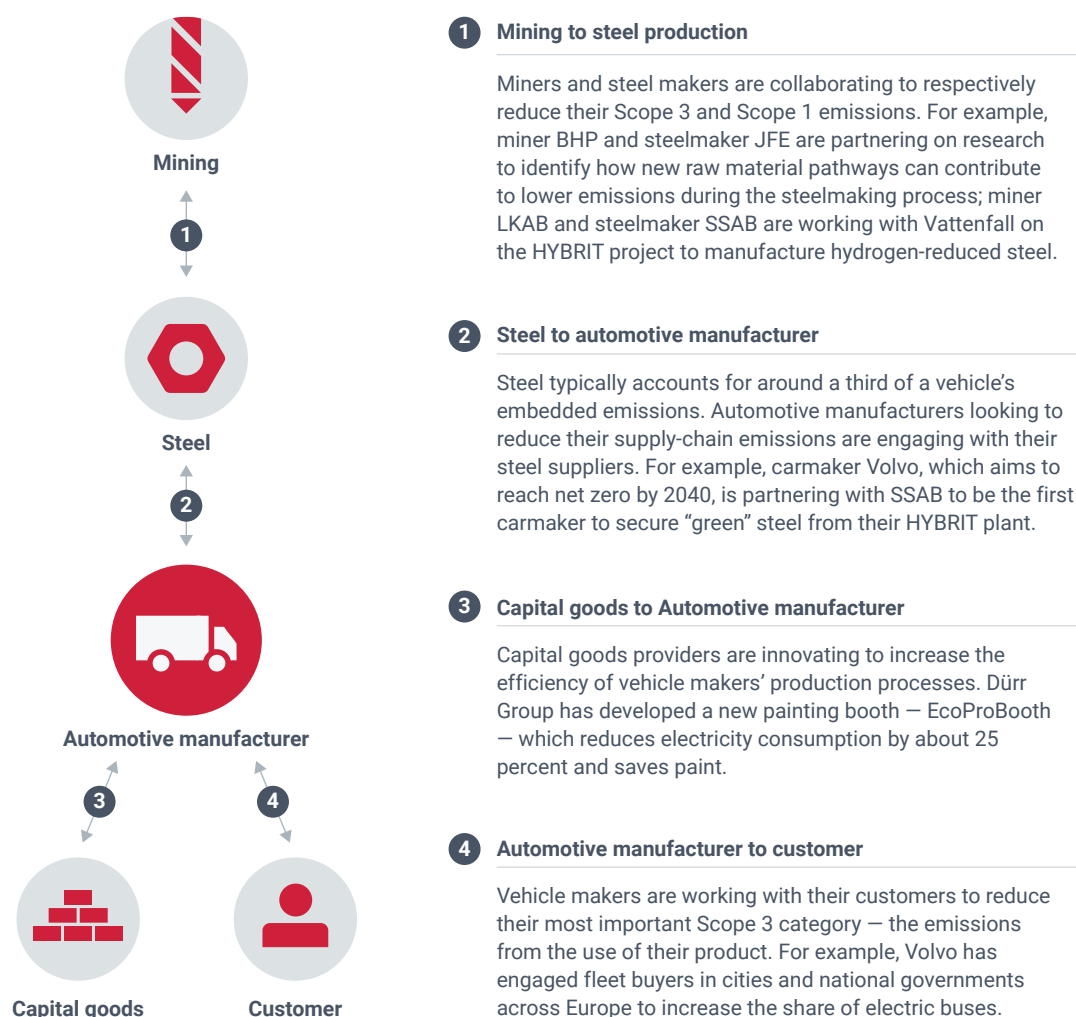 Mining
1
Steel
2
Automotive manufacturer
3
4
Capital goods
Customer
1 Mining to steel production
Miners and steel makers are collaborating to respectively
reduce their Scope 3 and Scope 1 emissions. For example,
miner BHP and steelmaker JFE are partnering on research
to identify how new raw material pathways can contribute
to lower emissions during the steelmaking process; miner
LKAB and steelmaker SSAB are working with Vattenfall on
the HYBRIT project to manufacture hydrogen-reduced steel.
2 Steel to automotive manufacturer
Steel typically accounts for around a third of a vehicle’s
embedded emissions. Automotive manufacturers looking to
reduce their supply-chain emissions are engaging with their
steel suppliers. For example, carmaker Volvo, which aims to
reach net zero by 2040, is partnering with SSAB to be the first
carmaker to secure “green” steel from their HYBRIT plant.
3 Capital goods to Automotive manufacturer
Capital goods providers are innovating to increase the
efficiency of vehicle makers’ production processes. Dürr
Group has developed a new painting booth — EcoProBooth
— which reduces electricity consumption by about 25
percent and saves paint.
4 Automotive manufacturer to customer
Vehicle makers are working with their customers to reduce
their most important Scope 3 category — the emissions
from the use of their product. For example, Volvo has
engaged fleet buyers in cities and national governments
across Europe to increase the share of electric buses.